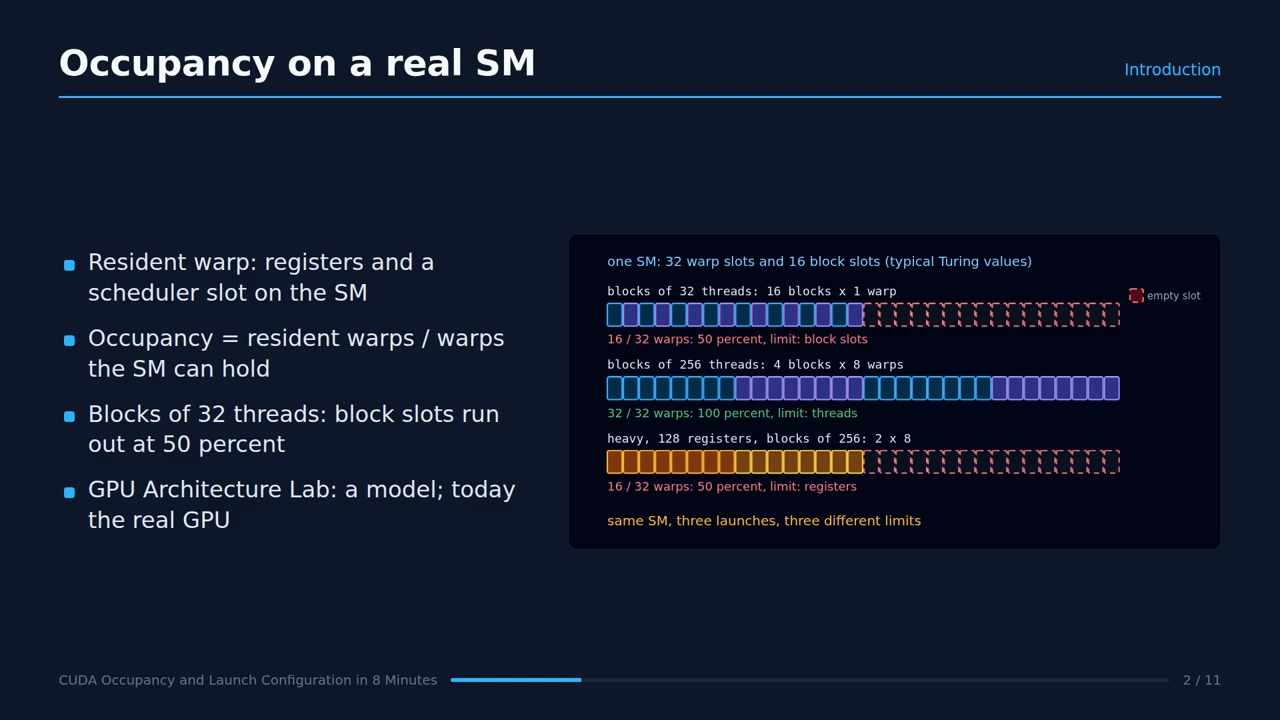 Occupancy on a real SM
Introduction
Resident warp: registers and a
scheduler slot on the SM
Occupancy = resident warps / warps
the SM can hold
Blocks of 32 threads: block slots run
out at 50 percent
GPU Architecture Lab: a model; today
the real GPU
one SM: 32 warp slots and 16 block slots (typical Turing values)
blocks of 32 threads: 16 blocks x 1 warp
empty slot
16 / 32 warps: 50 percent, limit: block slots
blocks of 256 threads: 4 blocks x 8 warps
32 / 32 warps: 100 percent, limit: threads
heavy, 128 registers, blocks of 256: 2 x 8
16 / 32 warps: 50 percent, limit: registers
same SM, three launches, three different limits
CUDA Occupancy and Launch Configuration in 8 Minutes
2 / 11